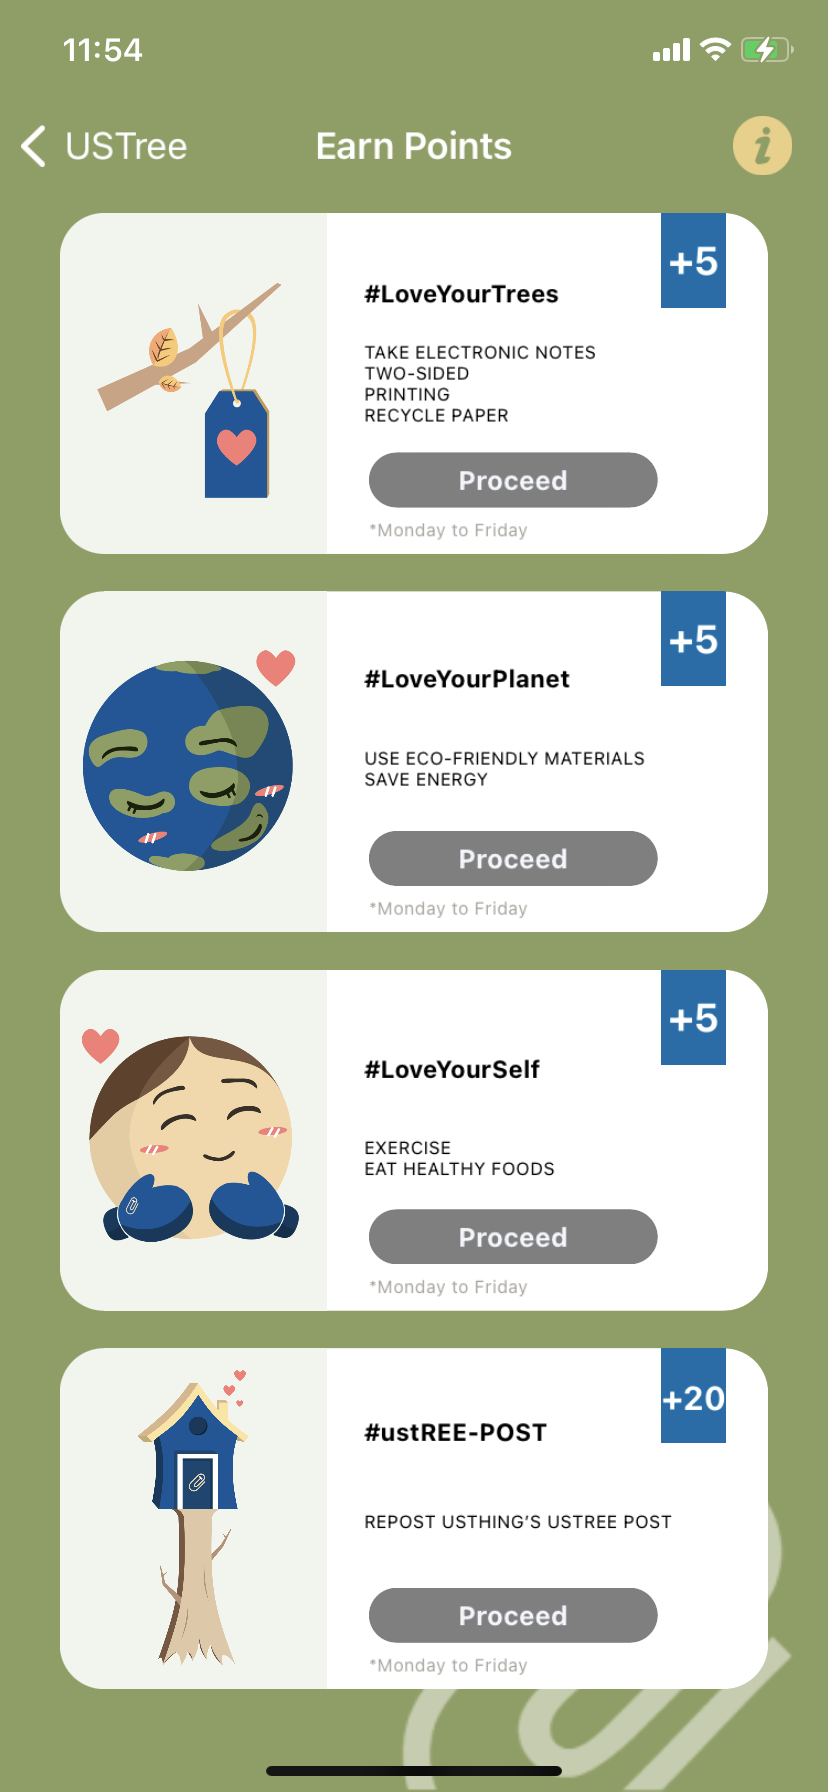 11:54
USTree
Earn Points
i
+5
#LoveYourTrees
TAKE ELECTRONIC NOTES
TWO-SIDED
PRINTING
RECYCLE PAPER
Proceed
*Monday to Friday
+5
#LoveYourPlanet
USE ECO-FRIENDLY MATERIALS
SAVE ENERGY
Proceed
*Monday to Friday
+5
#LoveYourSelf
EXERCISE
EAT HEALTHY FOODS
Proceed
*Monday to Friday
+20
#ustREE-POST
REPOST USTHING’S USTREE POST
Proceed
*Monday to Friday